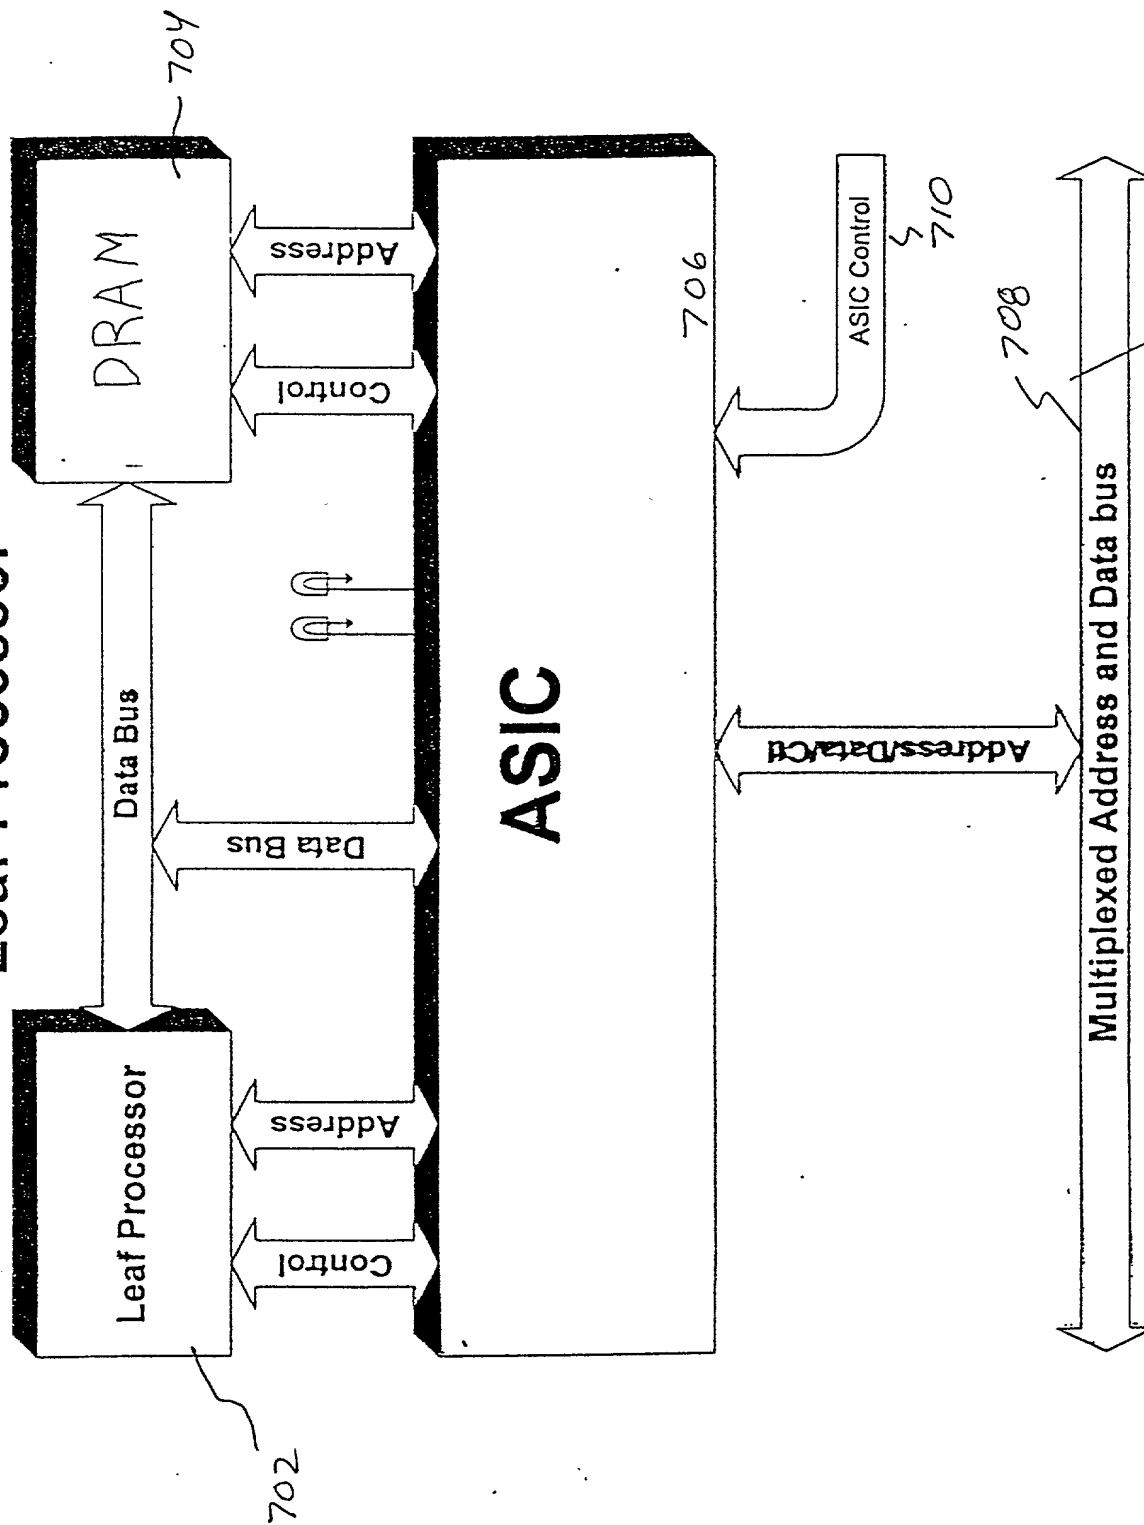 Leaf Processor
Leaf Processor
702
Data Bus
DRAM
704
Control
Address
Data Bus
Control
Address
ASIC
706
Address/Data/Ctl
ASIC Control
710
708
Multiplexed Address and Data bus